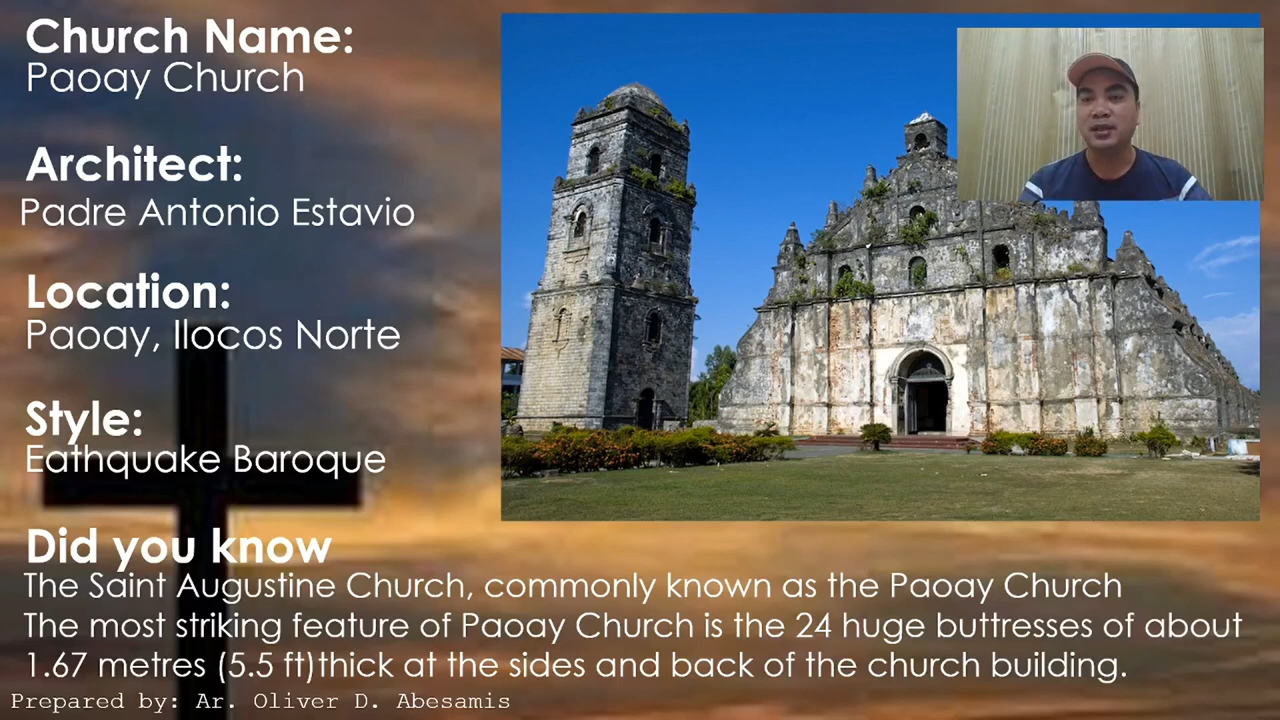 Church Name:
Paoay Church
Architect:
Padre Antonio Estavio
Location:
Paoay, Ilocos Norte
Style:
Eathquake Baroque
Did you know
The Saint Augustine Church, commonly known as the Paoay Church
The most striking feature of Paoay Church is the 24 huge buttresses of about
1.67 metres (5.5 ft)thick at the sides and back of the church building.
Prepared by: Ar. Oliver D. Abesamis